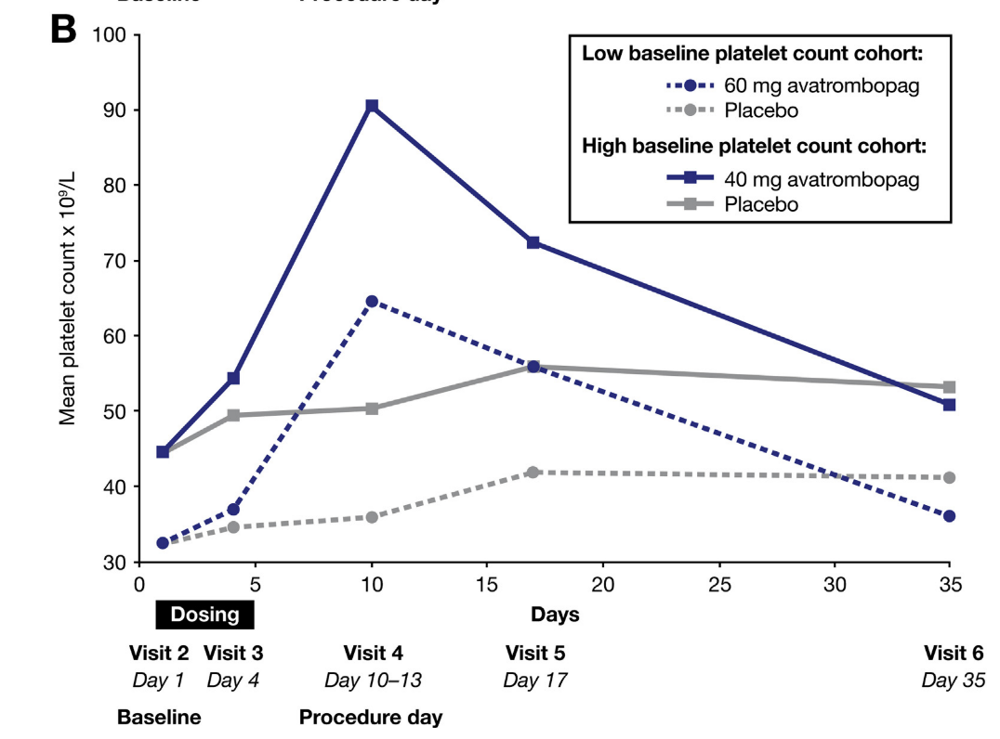 Baseline Procedure day
B
100
90
80
70
60
50
40
30
Mean platelet count x 10⁹/L
Low baseline platelet count cohort:
60 mg avatrombopag
Placebo
High baseline platelet count cohort:
40 mg avatrombopag
Placebo
0 5 10 15 20 25 30 35
Dosing
Days
Visit 2 Visit 3 Visit 4 Visit 5 Visit 6
Day 1 Day 4 Day 10–13 Day 17 Day 35
Baseline Procedure day